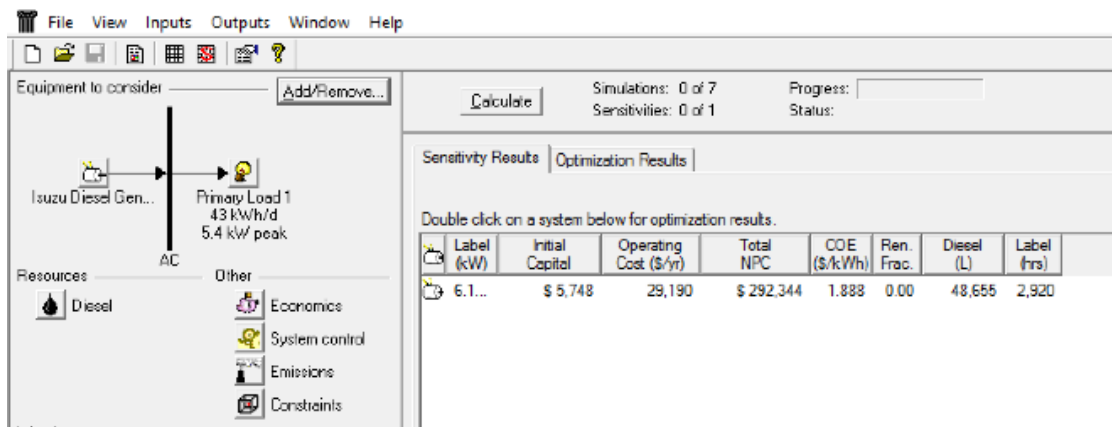 File View Inputs Outputs Window Help
Equipment to consider
Add/Remove...
Calculate
Simulations: 0 of 7
Progress:
Sensitivities: 0 of 1
Status:
Isuzu Diesel Gen...
Primary Load 1
43 kWh/d
5.4 kW peak
AC
Resources
Other
Diesel
Economics
System control
Emissions
Constraints
Sensitivity Results
Optimization Results
Double click on a system below for optimization results.
Label (kW) Initial Capital Operating Cost ($/yr) Total NPC COE ($/kWh) Ren. Frac. Diesel (L) Label (hrs)
6.1... $ 5,748 29,190 $ 292,344 1.888 0.00 48,655 2,920